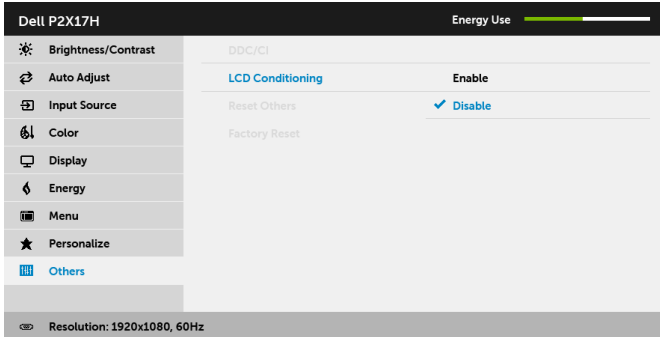 Dell P2X17H Energy Use
Brightness/Contrast DDC/CI
Auto Adjust LCD Conditioning Enable
Input Source Reset Others Disable
Color Factory Reset
Display
Energy
Menu
Personalize
Others
Resolution: 1920x1080, 60Hz